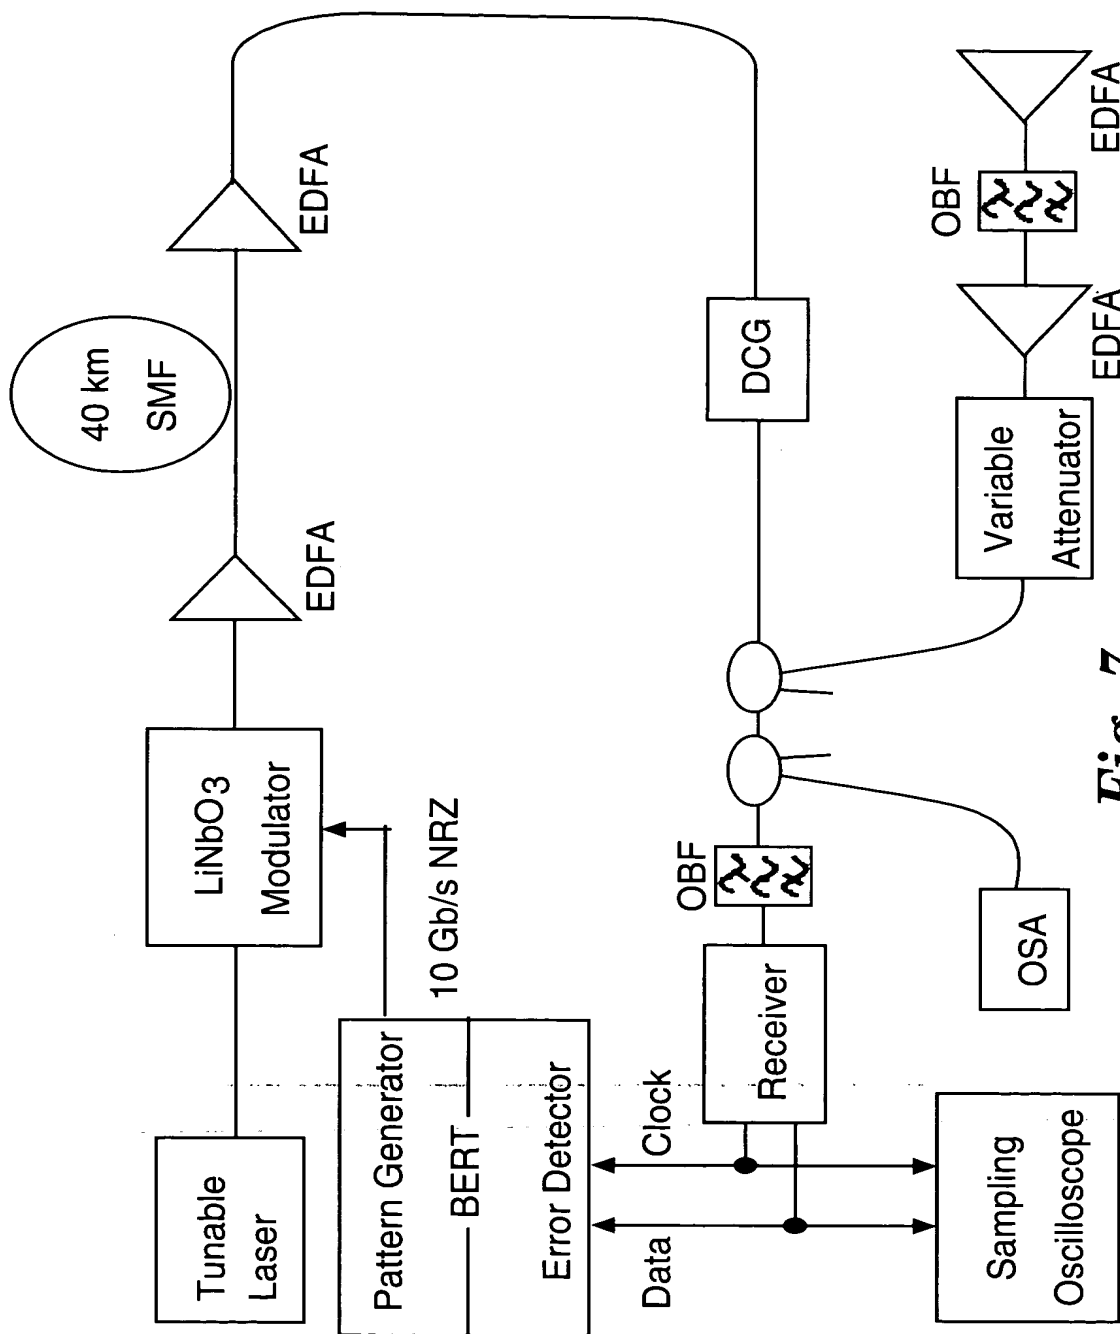 Tunable
Laser
LiNbO3
Modulator
EDFA
40 km
SMF
EDFA
Pattern Generator
BERT
Error Detector
10 Gb/s NRZ
Data
Clock
Receiver
OBF
DCG
Sampling
Oscilloscope
OSA
Variable
Attenuator
EDFA
OBF
EDFA
Fig. 7